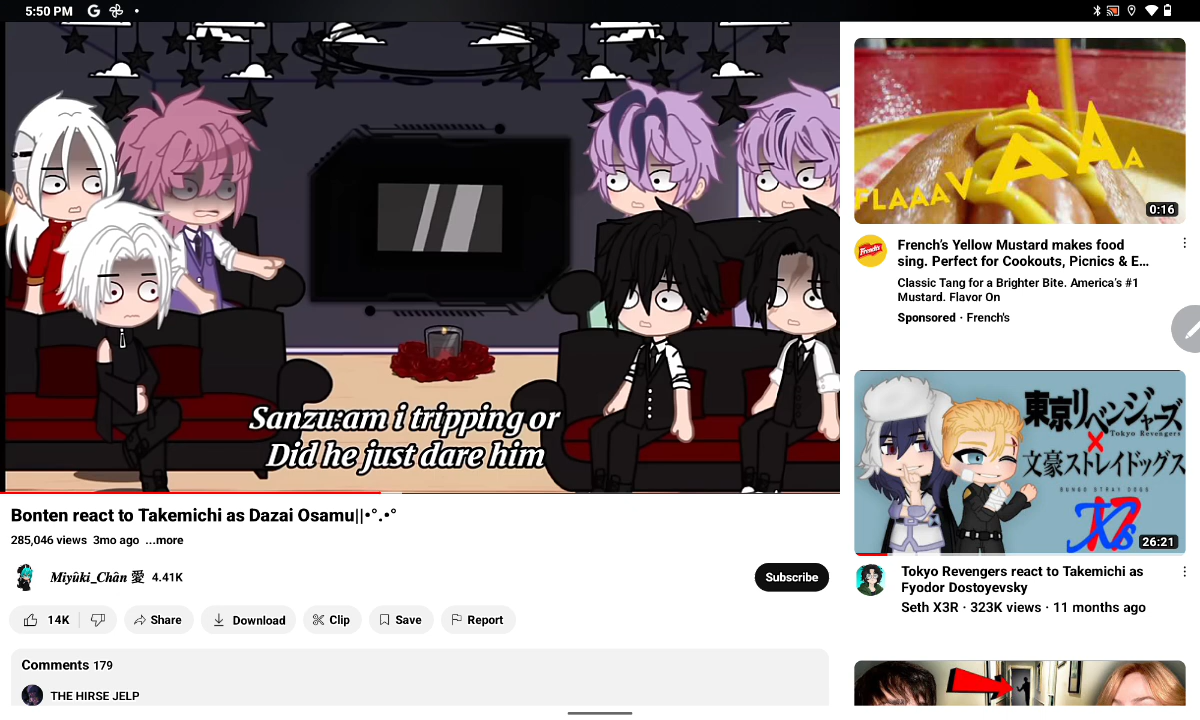 5:50 PM
Sanzu:am i tripping or
Did he just dare him
Bonten react to Takemichi as Dazai Osamu||•°.•°
285,046 views 3mo ago ...more
Miyûki_Chân 愛 4.41K
Subscribe
14K
Share
Download
Clip
Save
Report
Comments 179
THE HIRSE JELP
FLAAAVAAA
0:16
French's
French's Yellow Mustard makes food
sing. Perfect for Cookouts, Picnics & E...
Classic Tang for a Brighter Bite. America's #1
Mustard. Flavor On
Sponsored · French's
東京リベンジャーズ
Tokyo Revengers
×
文豪ストレイドッグス
BUNGO STRAY DOGS
26:21
Tokyo Revengers react to Takemichi as
Fyodor Dostoyevsky
Seth X3R · 323K views · 11 months ago